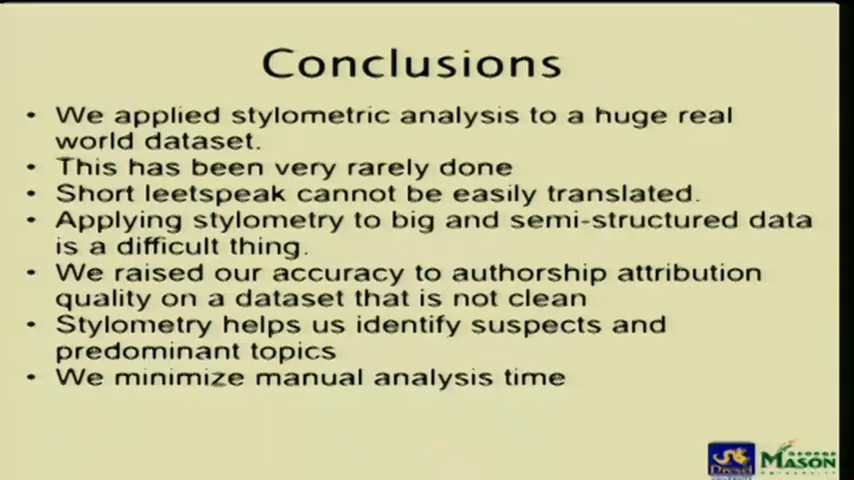 Conclusions
• We applied stylometric analysis to a huge real
world dataset.
• This has been very rarely done
• Short leetspeak cannot be easily translated.
• Applying stylometry to big and semi-structured data
is a difficult thing.
• We raised our accuracy to authorship attribution
quality on a dataset that is not clean
• Stylometry helps us identify suspects and
predominant topics
• We minimize manual analysis time
Drexel
UNIVERSITY
GEORGE
MASON